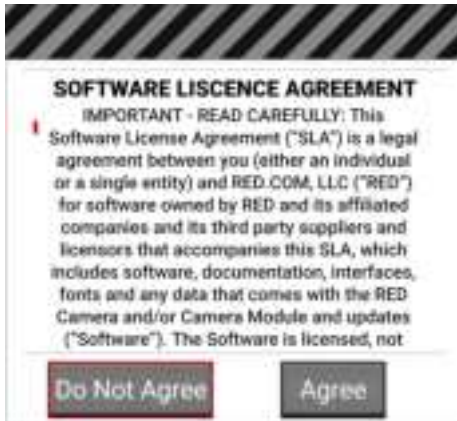 SOFTWARE LISCENCE AGREEMENT
IMPORTANT - READ CAREFULLY: This
Software License Agreement ("SLA") is a legal
agreement between you (either an individual
or a single entity) and RED.COM, LLC ("RED")
for software owned by RED and its affiliated
companies and its third party suppliers and
licensors that accompanies this SLA, which
includes software, documentation, interfaces,
fonts and any data that comes with the RED
Camera and/or Camera Module and updates
("Software"). The Software is licensed, not
Do Not Agree
Agree